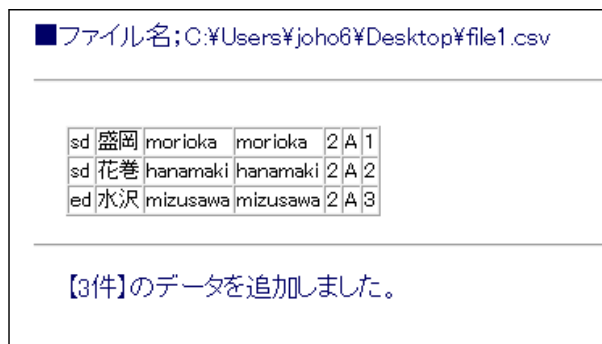 ■ファイル名;C:¥Users¥joho6¥Desktop¥file1.csv
sd 盛岡 morioka morioka 2 A 1
sd 花巻 hanamaki hanamaki 2 A 2
ed 水沢 mizusawa mizusawa 2 A 3
【3件】のデータを追加しました。